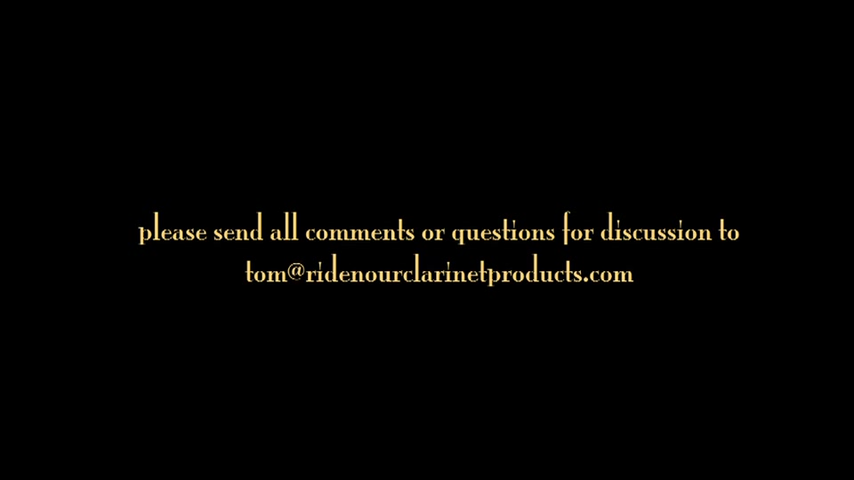 please send all comments or questions for discussion to
tom@ridenourclarinetproducts.com